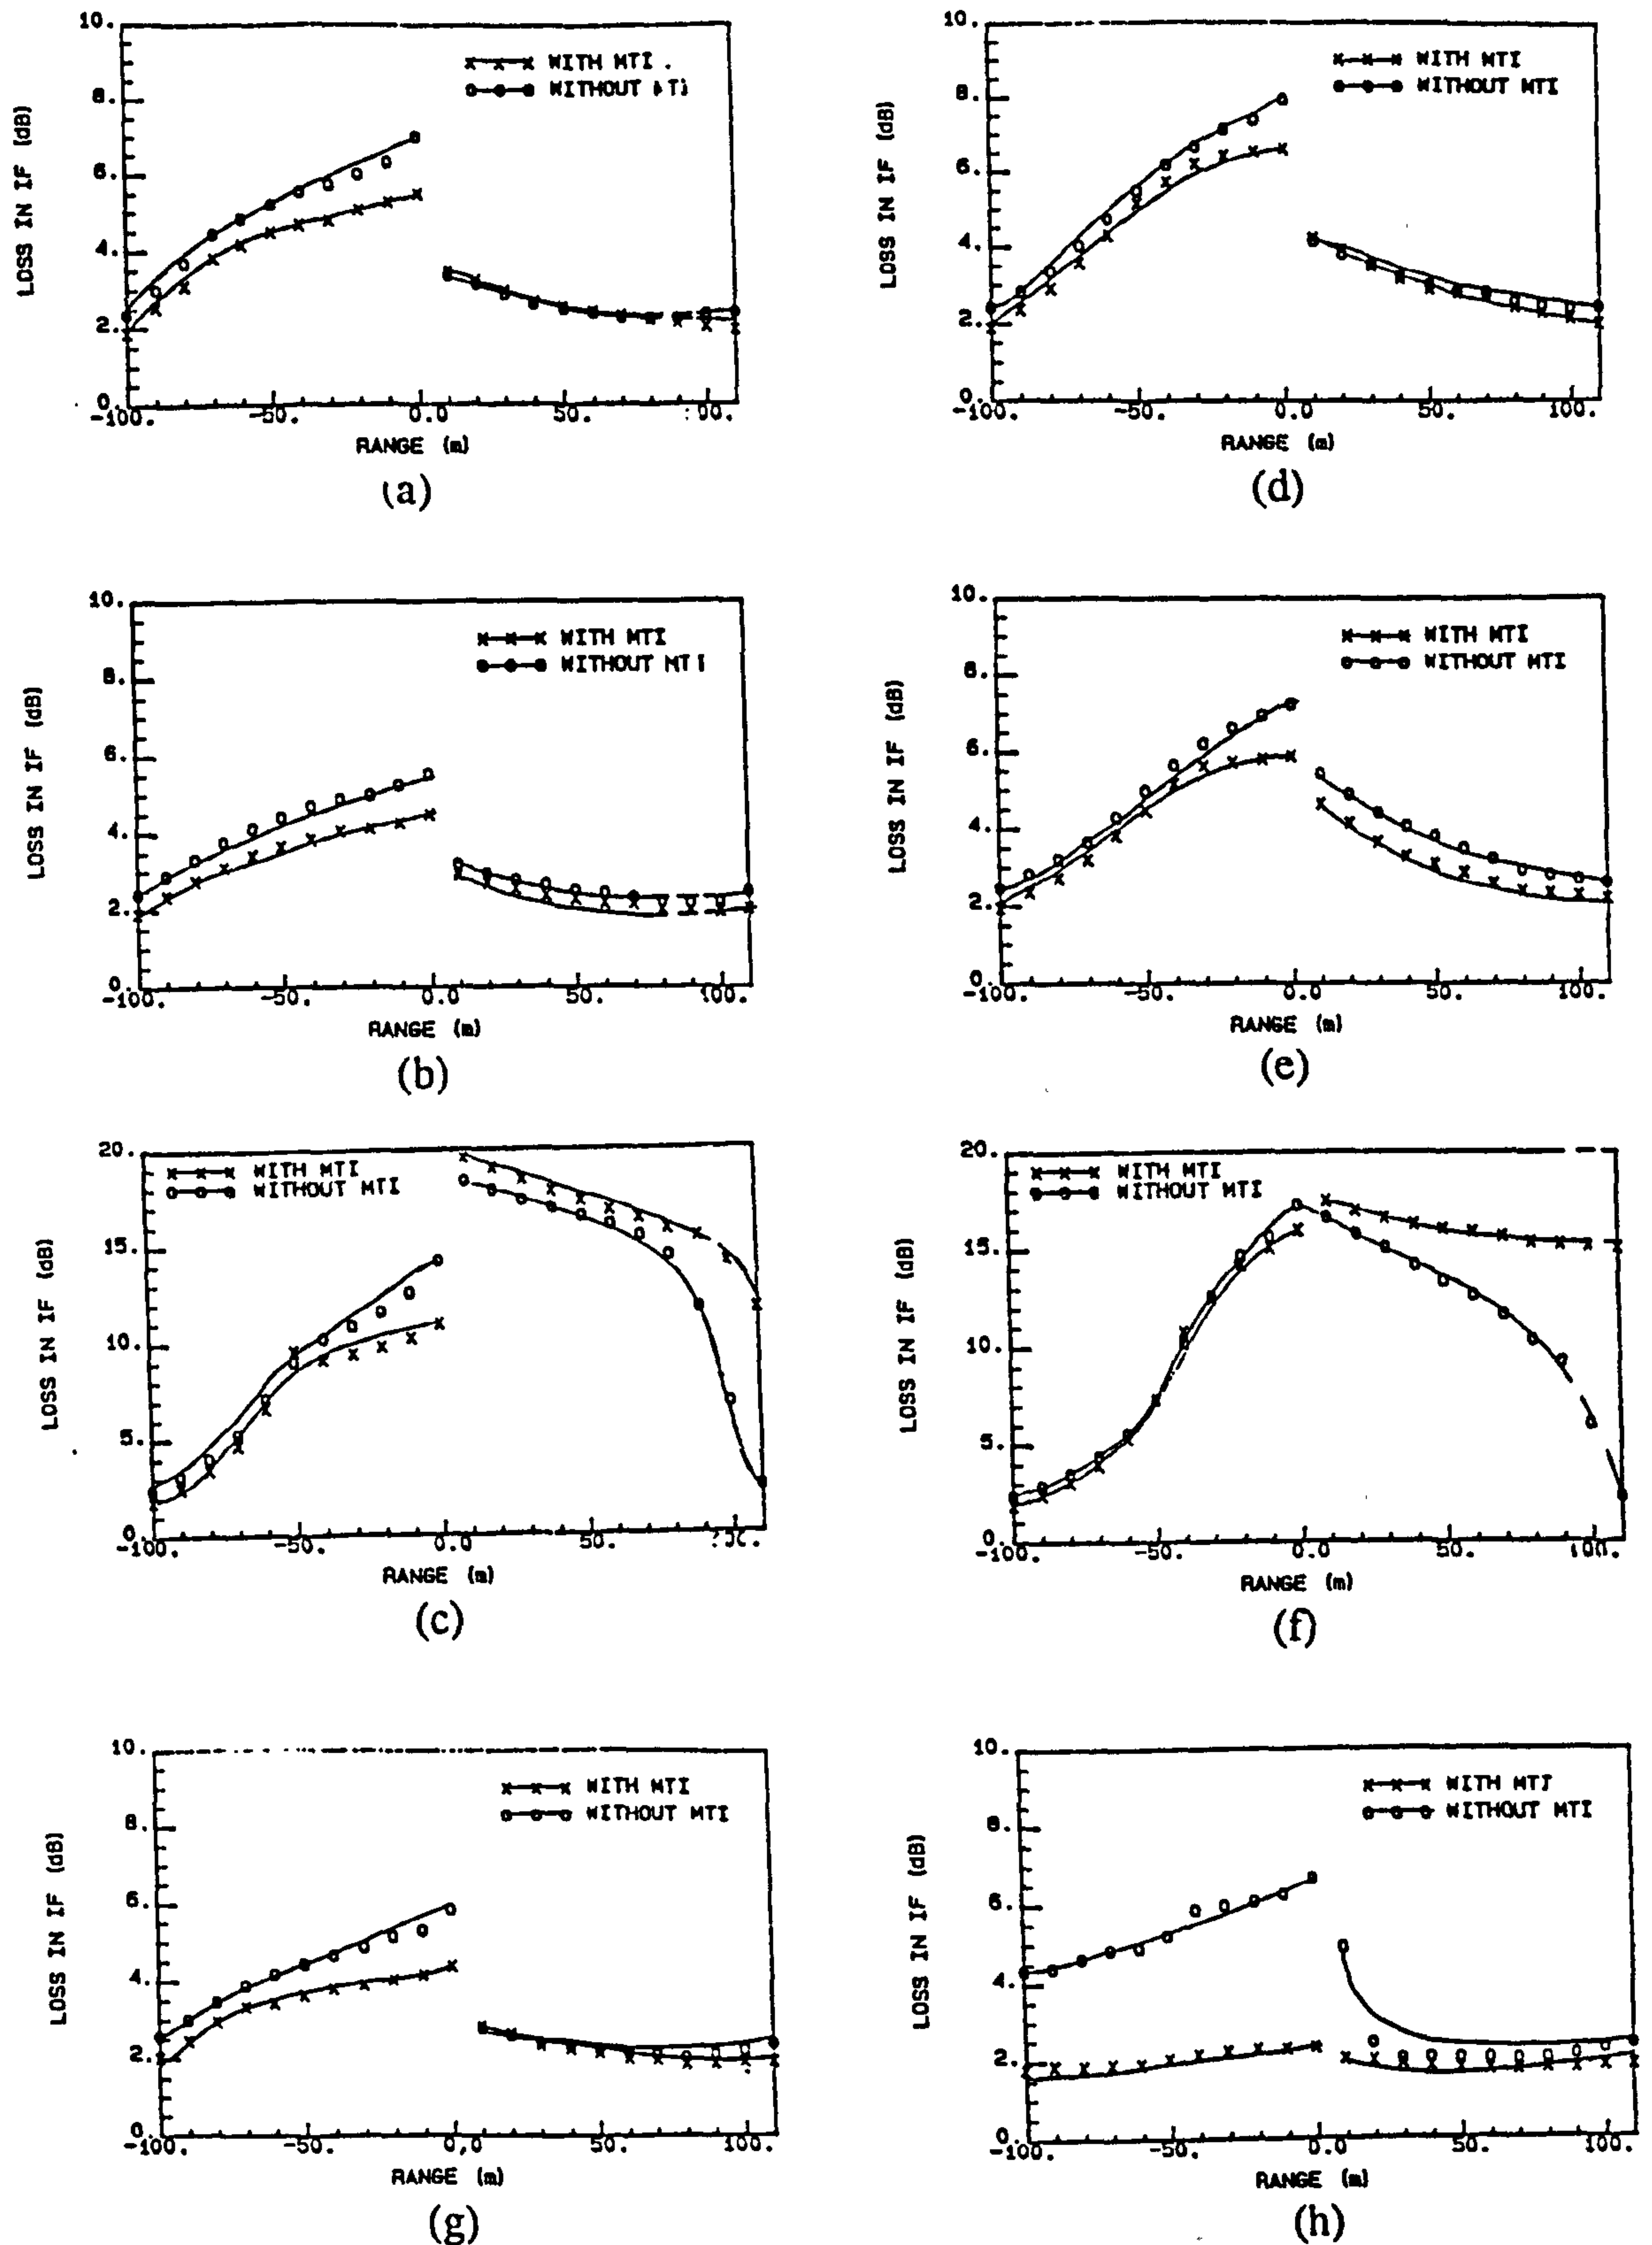 10.
8.
6.
4.
2.
0.
LOSS IN IF (dB)
x-x-x WITH MTI .
o-o-o WITHOUT
-100. -50. 0.0
RANGE (m)
(a)
10.
8.
6.
4.
2.
0.
LOSS IN IF (dB)
x-x-x WITH MTI
o-o-o WITHOUT MTI
-100. -50. 0.0 50. 100.
RANGE (m)
(d)
10.
8.
6.
4.
2.
0.
LOSS IN IF (dB)
x-x-x WITH MTI
o-o-o WITHOUT MTI
-100. -50. 0.0 50. 100.
RANGE (m)
(b)
10.
8.
6.
4.
2.
0.
LOSS IN IF (dB)
x-x-x WITH MTI
o-o-o WITHOUT MTI
-100. -50. 0.0 50. 100.
RANGE (m)
(e)
20.
15.
10.
5.
0.
LOSS IN IF (dB)
x-x-x WITH MTI
o-o-o WITHOUT MTI
-100. -50. 0.0 50.
RANGE (m)
(c)
20.
15.
10.
5.
0.
LOSS IN IF (dB)
x-x-x WITH MTI
o-o-o WITHOUT MTI
-100. -50. 0.0 50. 100.
RANGE (m)
(f)
10.
8.
6.
4.
2.
0.
LOSS IN IF (dB)
x-x-x WITH MTI
o-o-o WITHOUT MTI
-100. -50. 0.0 50. 100.
RANGE (m)
(g)
10.
8.
6.
4.
2.
0.
LOSS IN IF (dB)
x-x-x WITH MTI
o-o-o WITHOUT MTI
-100. -50. 0.0 50. 100.
RANGE (m)
(h)